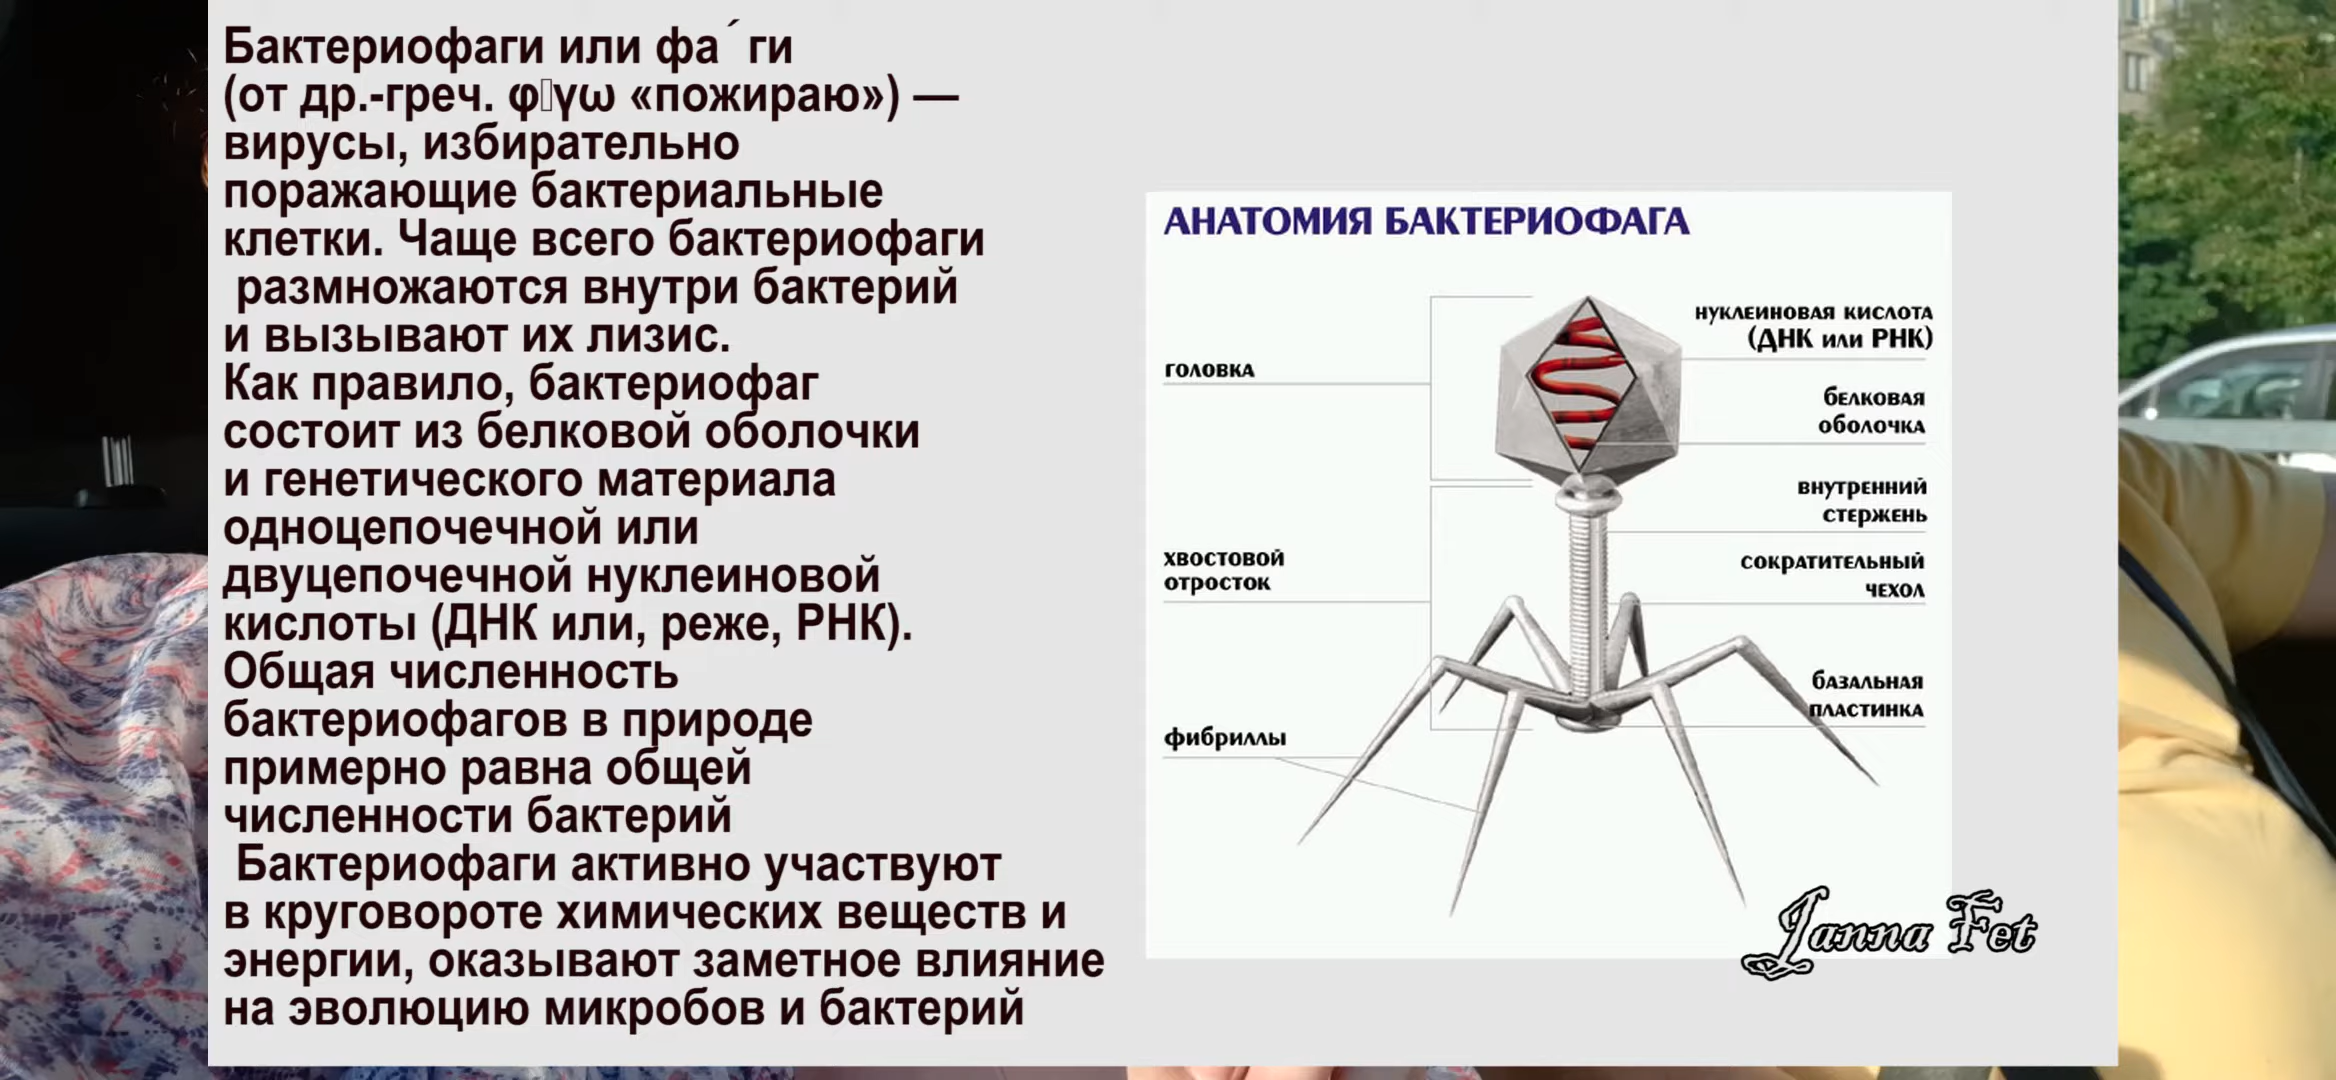 Бактериофаги или фа´ги
(от др.-греч. φ▯γω «пожираю») —
вирусы, избирательно
поражающие бактериальные
клетки. Чаще всего бактериофаги
размножаются внутри бактерий
и вызывают их лизис.
Как правило, бактериофаг
состоит из белковой оболочки
и генетического материала
одноцепочечной или
двуцепочечной нуклеиновой
кислоты (ДНК или, реже, РНК).
Общая численность
бактериофагов в природе
примерно равна общей
численности бактерий
Бактериофаги активно участвуют
в круговороте химических веществ и
энергии, оказывают заметное влияние
на эволюцию микробов и бактерий
АНАТОМИЯ БАКТЕРИОФАГА
головка
хвостовой
отросток
фибриллы
нуклеиновая кислота
(ДНК или РНК)
белковая
оболочка
внутренний
стержень
сократительный
чехол
базальная
пластинка
Janna Fet